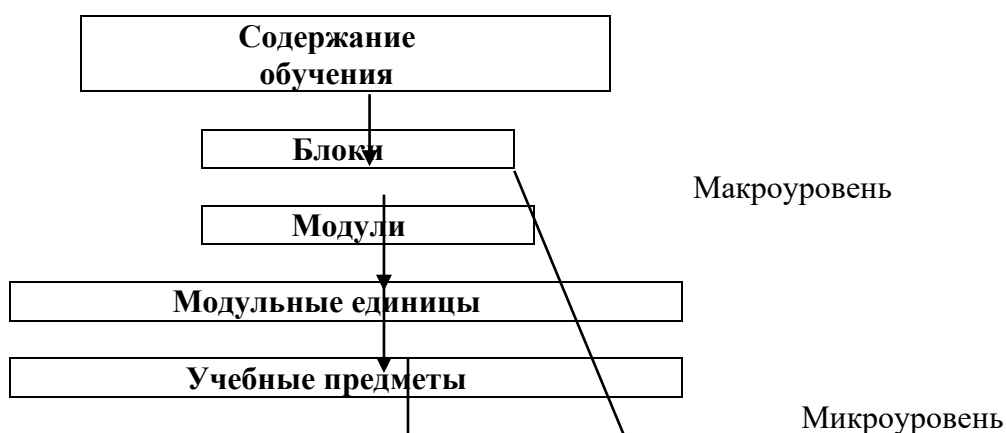 Содержание
обучения
Блоки
Макроуровень
Модули
Модульные единицы
Учебные предметы
Микроуровень